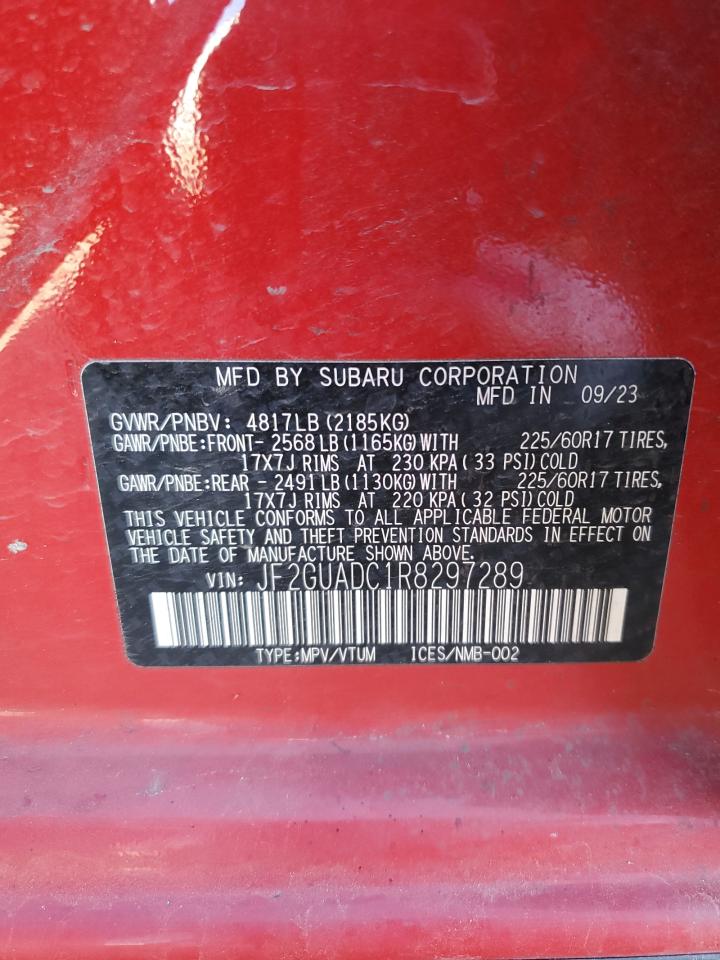 MFD BY SUBARU CORPORATION
MFD IN 09/23
GVWR/PNBV: 4817LB (2185KG)
GAWR/PNBE:FRONT- 2568 LB (1165KG) WITH 225/60R17 TIRES,
17X7J RIMS AT 230 KPA ( 33 PSI) COLD
GAWR/PNBE:REAR - 2491 LB (1130KG) WITH 225/60R17 TIRES,
17X7J RIMS AT 220 KPA ( 32 PSI) COLD
THIS VEHICLE CONFORMS TO ALL APPLICABLE FEDERAL MOTOR
VEHICLE SAFETY AND THEFT PREVENTION STANDARDS IN EFFECT ON
THE DATE OF MANUFACTURE SHOWN ABOVE.
VIN: JF2GUADC1R8297289
TYPE:MPV/VTUM ICES/NMB-002